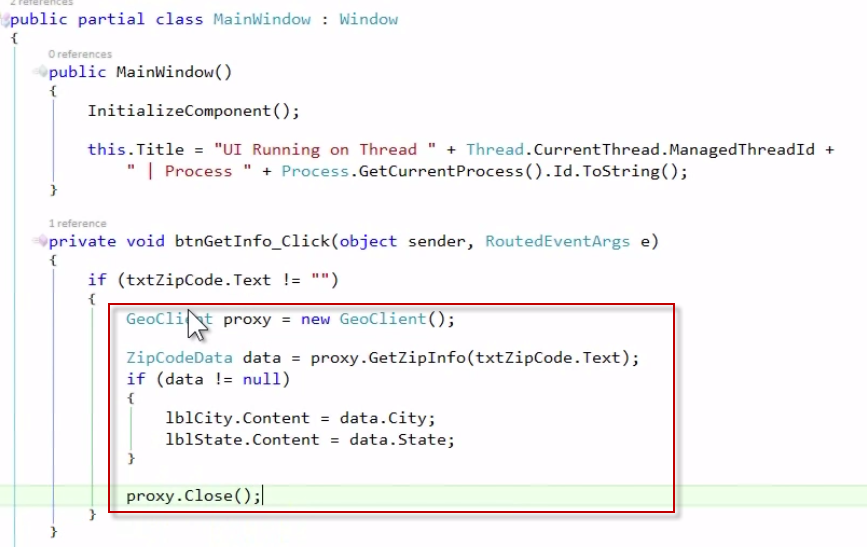 2 references
public partial class MainWindow : Window
{
0 references
public MainWindow()
{
InitializeComponent();
this.Title = "UI Running on Thread " + Thread.CurrentThread.ManagedThreadId +
" | Process " + Process.GetCurrentProcess().Id.ToString();
}
1 reference
private void btnGetInfo_Click(object sender, RoutedEventArgs e)
{
if (txtZipCode.Text != "")
{
GeoClient proxy = new GeoClient();
ZipCodeData data = proxy.GetZipInfo(txtZipCode.Text);
if (data != null)
{
lblCity.Content = data.City;
lblState.Content = data.State;
}
proxy.Close();
}
}